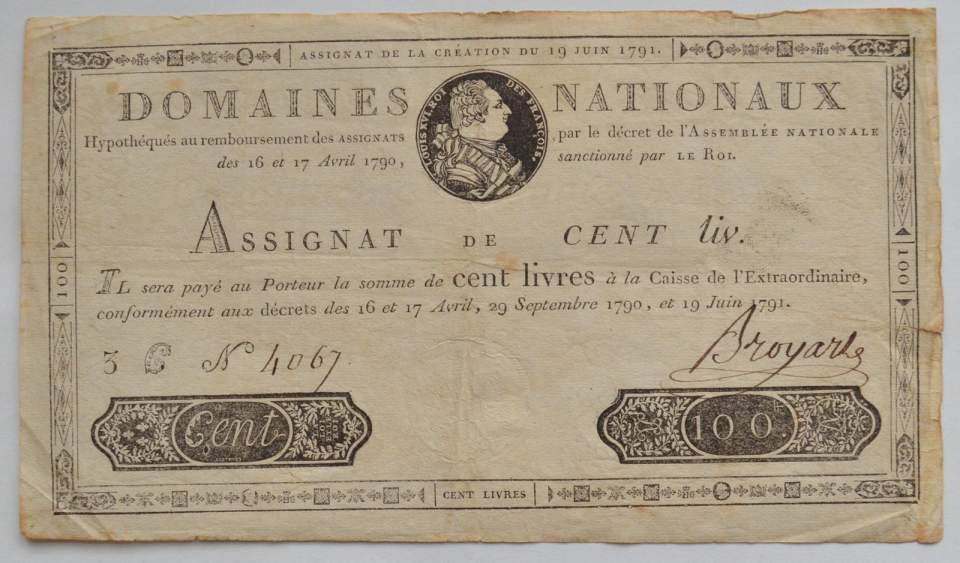 ASSIGNAT DE LA CRÉATION DU 19 JUIN 1791.
DOMAINES NATIONAUX
LOUIS XVI. ROI DES FRANÇOIS.
Hypothéqués au remboursement des ASSIGNATS par le décret de l'ASSEMBLÉE NATIONALE
des 16 et 17 Avril 1790, sanctionné par LE ROI.
ASSIGNAT DE CENT liv.
IL sera payé au Porteur la somme de cent livres à la Caisse de l'Extraordinaire,
conformément aux décrets des 16 et 17 Avril, 29 Septembre 1790, et 19 Juin 1791.
100
100
3 G N 4067
Cent
100
CENT LIVRES